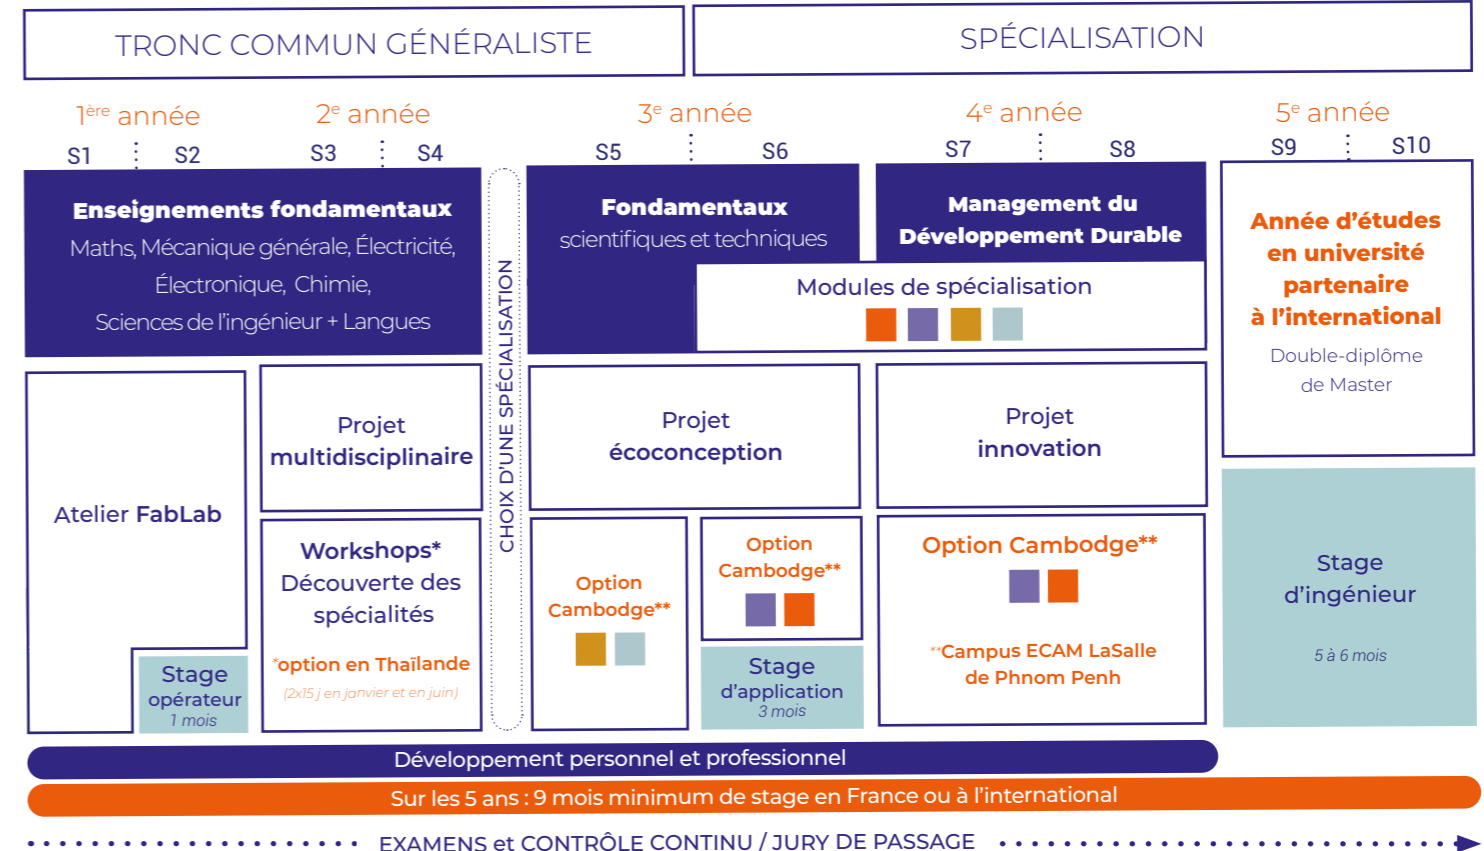 TRONC COMMUN GÉNÉRALISTE
SPÉCIALISATION
1ère année
2e année
3e année
4e année
5e année
S1
S2
S3
S4
S5
S6
S7
S8
S9
S10
Enseignements fondamentaux
Maths, Mécanique générale, Électricité,
Électronique, Chimie,
Sciences de l'ingénieur + Langues
CHOIX D'UNE SPÉCIALISATION
Fondamentaux
scientifiques et techniques
Management du
Développement Durable
Modules de spécialisation
Année d'études
en université
partenaire
à l'international
Double-diplôme
de Master
Atelier FabLab
Projet
multidisciplinaire
Projet
écoconception
Projet
innovation
Stage
opérateur
1 mois
Workshops*
Découverte des
spécialités
*option en Thaïlande
(2x15 j en janvier et en juin)
Option
Cambodge**
Option
Cambodge**
Stage
d'application
3 mois
Option Cambodge**
**Campus ECAM LaSalle
de Phnom Penh
Stage
d'ingénieur
5 à 6 mois
Développement personnel et professionnel
Sur les 5 ans : 9 mois minimum de stage en France ou à l'international
EXAMENS et CONTRÔLE CONTINU / JURY DE PASSAGE